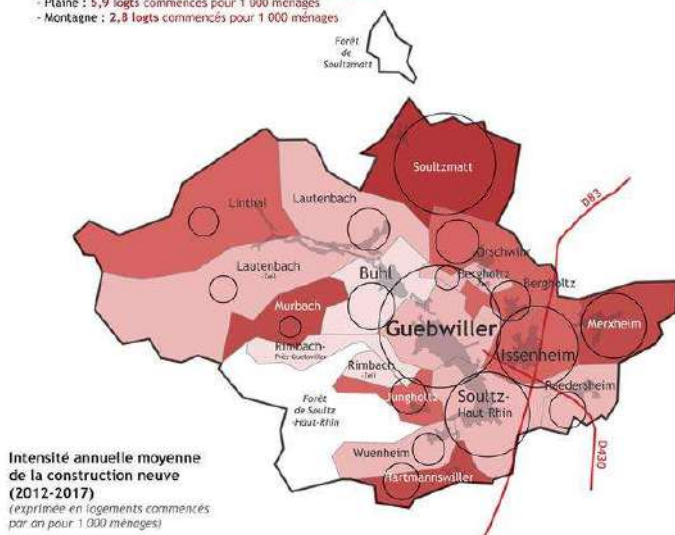 - Plaine : 5,9 logts commencés pour 1 000 ménages
- Montagne : 2,8 logts commencés pour 1 000 ménages
Forêt
de
Soultzmatt
Soultzmatt
D83
Linthal
Lautenbach
Orschwihr
Lautenbach
-Zell
Buhl
Bergholtz
-Zell
Bergholtz
Murbach
Guebwiller
Merxheim
Issenheim
Rimbach-
Près-Guebwiller
Rimbach
-Zell
Raedersheim
Jungholtz
Soultz-
Haut-Rhin
Forêt
de Soultz
-Haut-Rhin
D430
Wuenheim
Hartmannswiller
Intensité annuelle moyenne
de la construction neuve
(2012-2017)
(exprimée en logements commencés
par an pour 1 000 ménages)